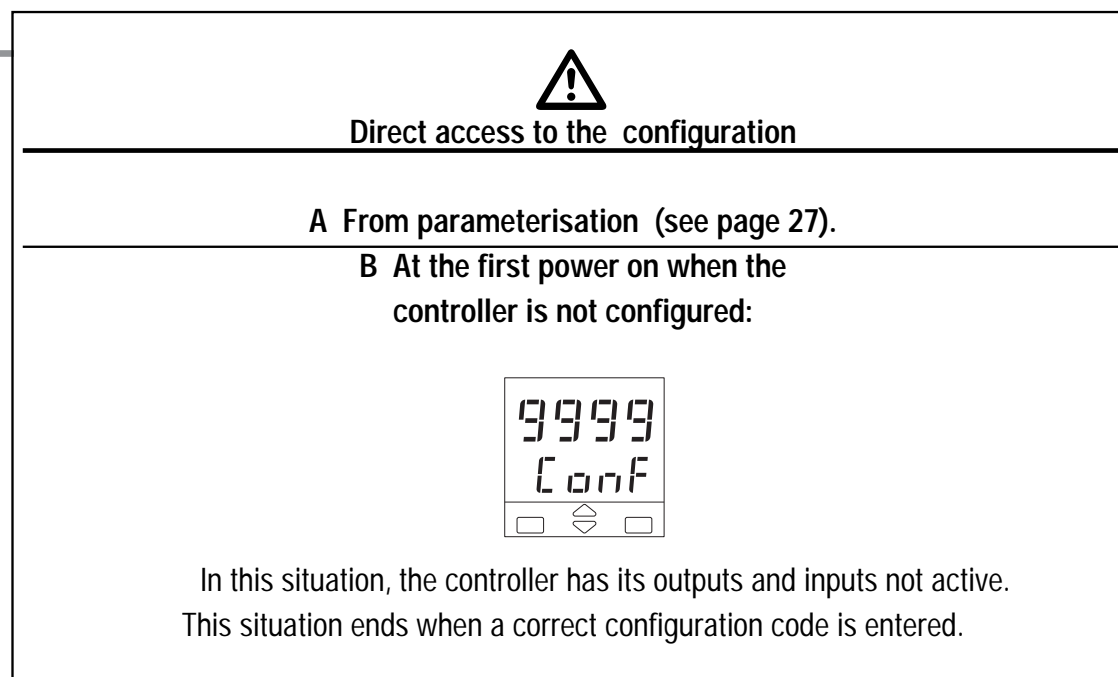 Direct access to the configuration
A From parameterisation (see page 27).
B At the first power on when the
controller is not configured:
9999
ConF
In this situation, the controller has its outputs and inputs not active.
This situation ends when a correct configuration code is entered.